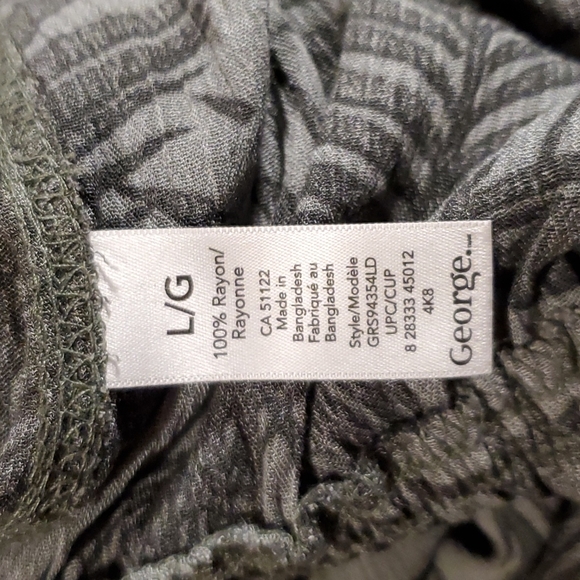 L/G
100% Rayon/
Rayonne
CA 51122
Made in
Bangladesh
Fabriqué au
Bangladesh
Style/Modèle
GRS94354LD
UPC/CUP
8 28333 45012
4K8
George...